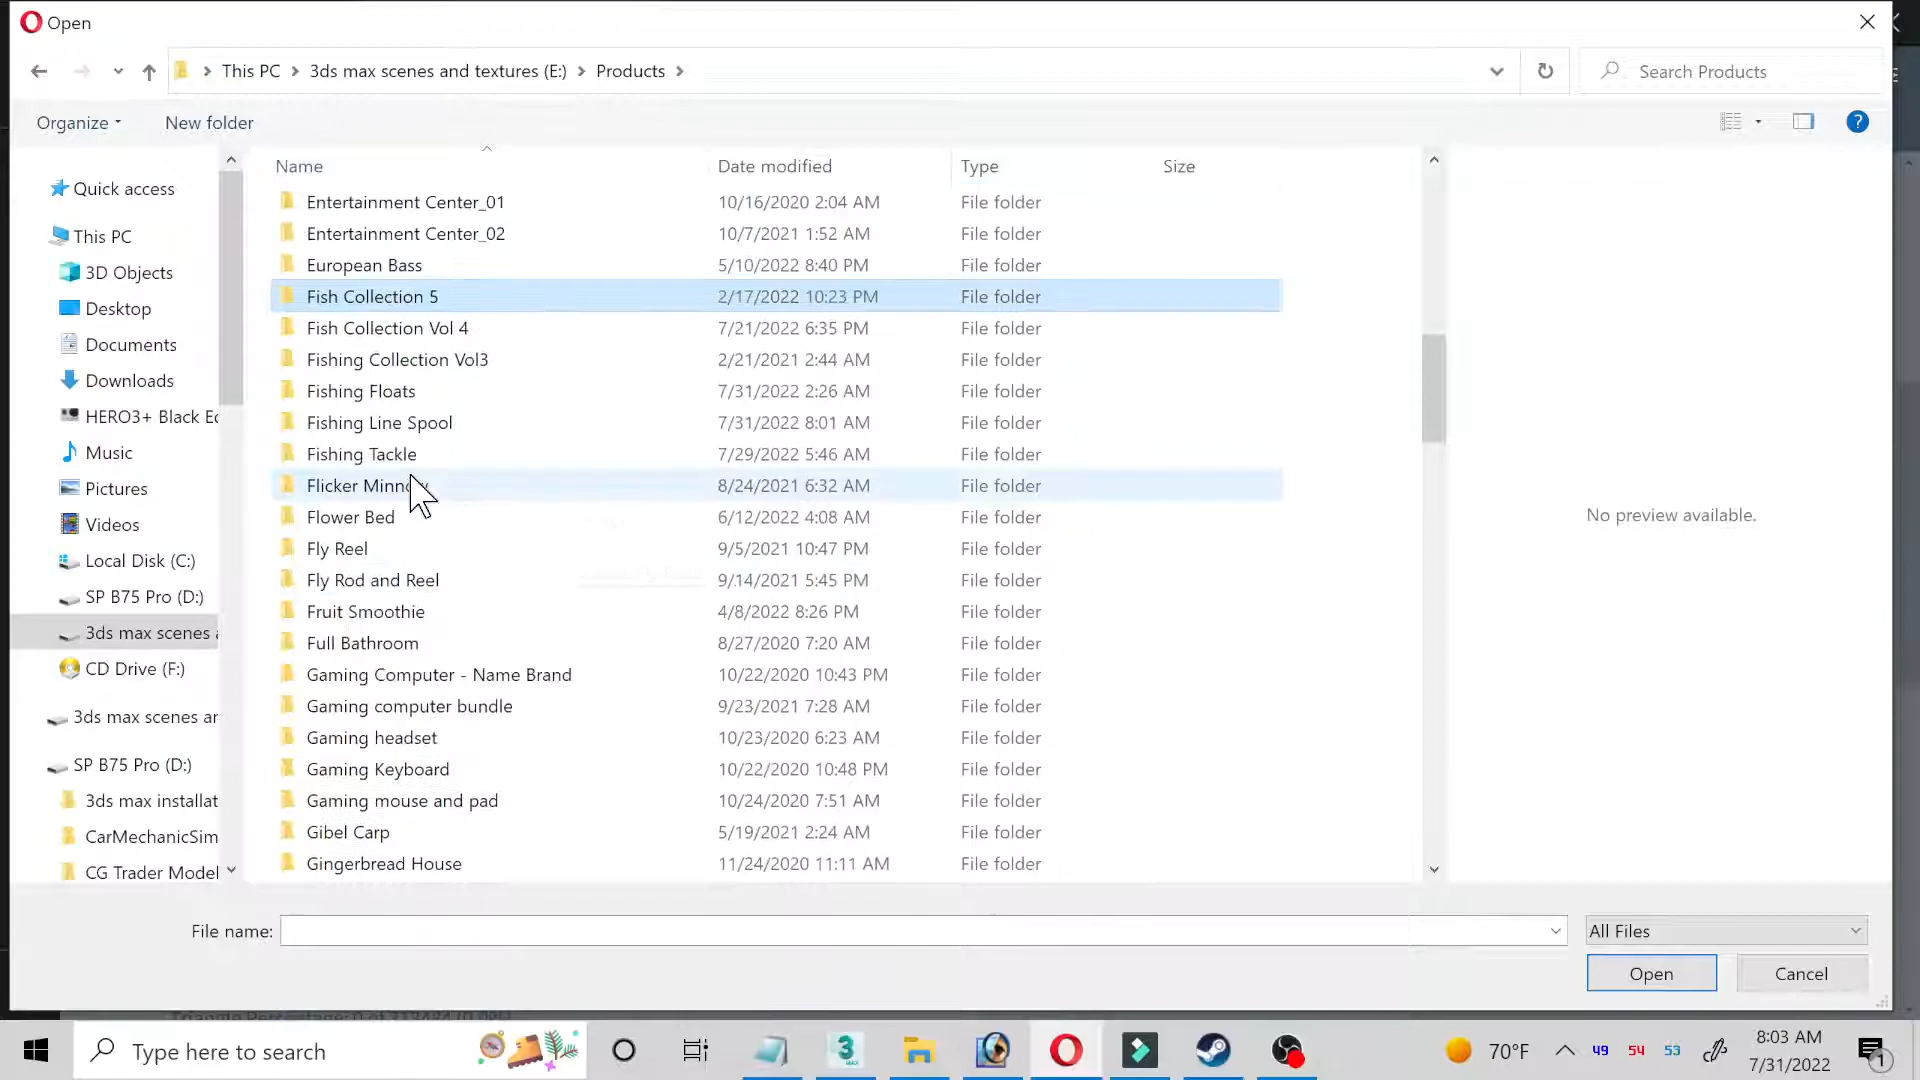 Open
This PC
3ds max scenes and textures (E:)
Products
Search Products
Organize
New folder
?
Name
Date modified
Type
Size
Quick access
This PC
3D Objects
Desktop
Documents
Downloads
HERO3+ Black Ed
Music
Pictures
Videos
Local Disk (C:)
SP B75 Pro (D:)
3ds max scenes a
CD Drive (F:)
3ds max scenes ar
SP B75 Pro (D:)
3ds max installat
CarMechanicSim
CG Trader Model
Entertainment Center_01 10/16/2020 2:04 AM File folder
Entertainment Center_02 10/7/2021 1:52 AM File folder
European Bass 5/10/2022 8:40 PM File folder
Fish Collection 5 2/17/2022 10:23 PM File folder
Fish Collection Vol 4 7/21/2022 6:35 PM File folder
Fishing Collection Vol3 2/21/2021 2:44 AM File folder
Fishing Floats 7/31/2022 2:26 AM File folder
Fishing Line Spool 7/31/2022 8:01 AM File folder
Fishing Tackle 7/29/2022 5:46 AM File folder
Flicker Minnow 8/24/2021 6:32 AM File folder
Flower Bed 6/12/2022 4:08 AM File folder
Fly Reel 9/5/2021 10:47 PM File folder
Fly Rod and Reel 9/14/2021 5:45 PM File folder
Fruit Smoothie 4/8/2022 8:26 PM File folder
Full Bathroom 8/27/2020 7:20 AM File folder
Gaming Computer - Name Brand 10/22/2020 10:43 PM File folder
Gaming computer bundle 9/23/2021 7:28 AM File folder
Gaming headset 10/23/2020 6:23 AM File folder
Gaming Keyboard 10/22/2020 10:48 PM File folder
Gaming mouse and pad 10/24/2020 7:51 AM File folder
Gibel Carp 5/19/2021 2:24 AM File folder
Gingerbread House 11/24/2020 11:11 AM File folder
No preview available.
File name:
All Files
Open
Cancel
Type here to search
3
MAX
70°F
49
54
53
8:03 AM
7/31/2022
1